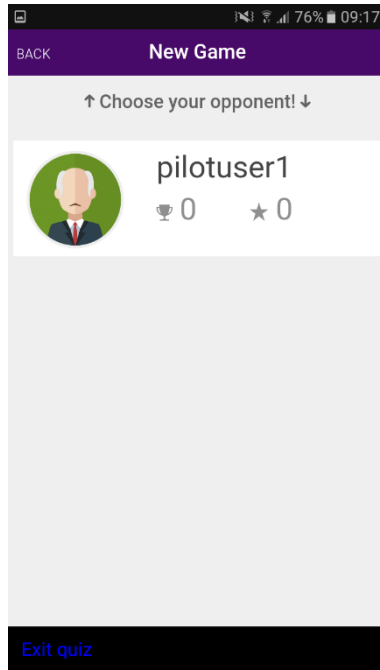 76% 09:17
BACK New Game
↑ Choose your opponent! ↓
pilotuser1
0 0
Exit quiz